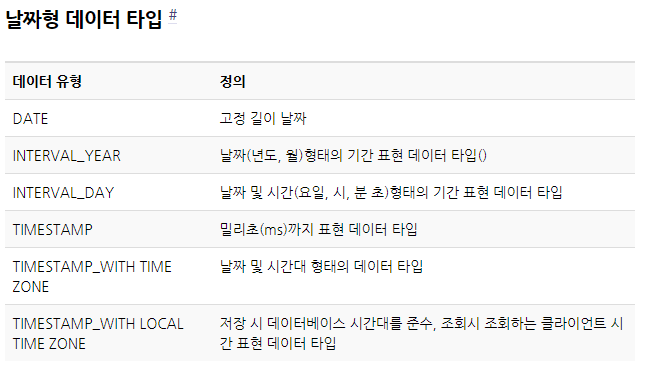 날짜형 데이터 타입 #
데이터 유형 정의
DATE 고정 길이 날짜
INTERVAL_YEAR 날짜(년도, 월)형태의 기간 표현 데이터 타입()
INTERVAL_DAY 날짜 및 시간(요일, 시, 분 초)형태의 기간 표현 데이터 타입
TIMESTAMP 밀리초(ms)까지 표현 데이터 타입
TIMESTAMP_WITH TIME 날짜 및 시간대 형태의 데이터 타입
ZONE
TIMESTAMP_WITH LOCAL 저장 시 데이터베이스 시간대를 준수, 조회시 조회하는 클라이언트 시
TIME ZONE 간 표현 데이터 타입